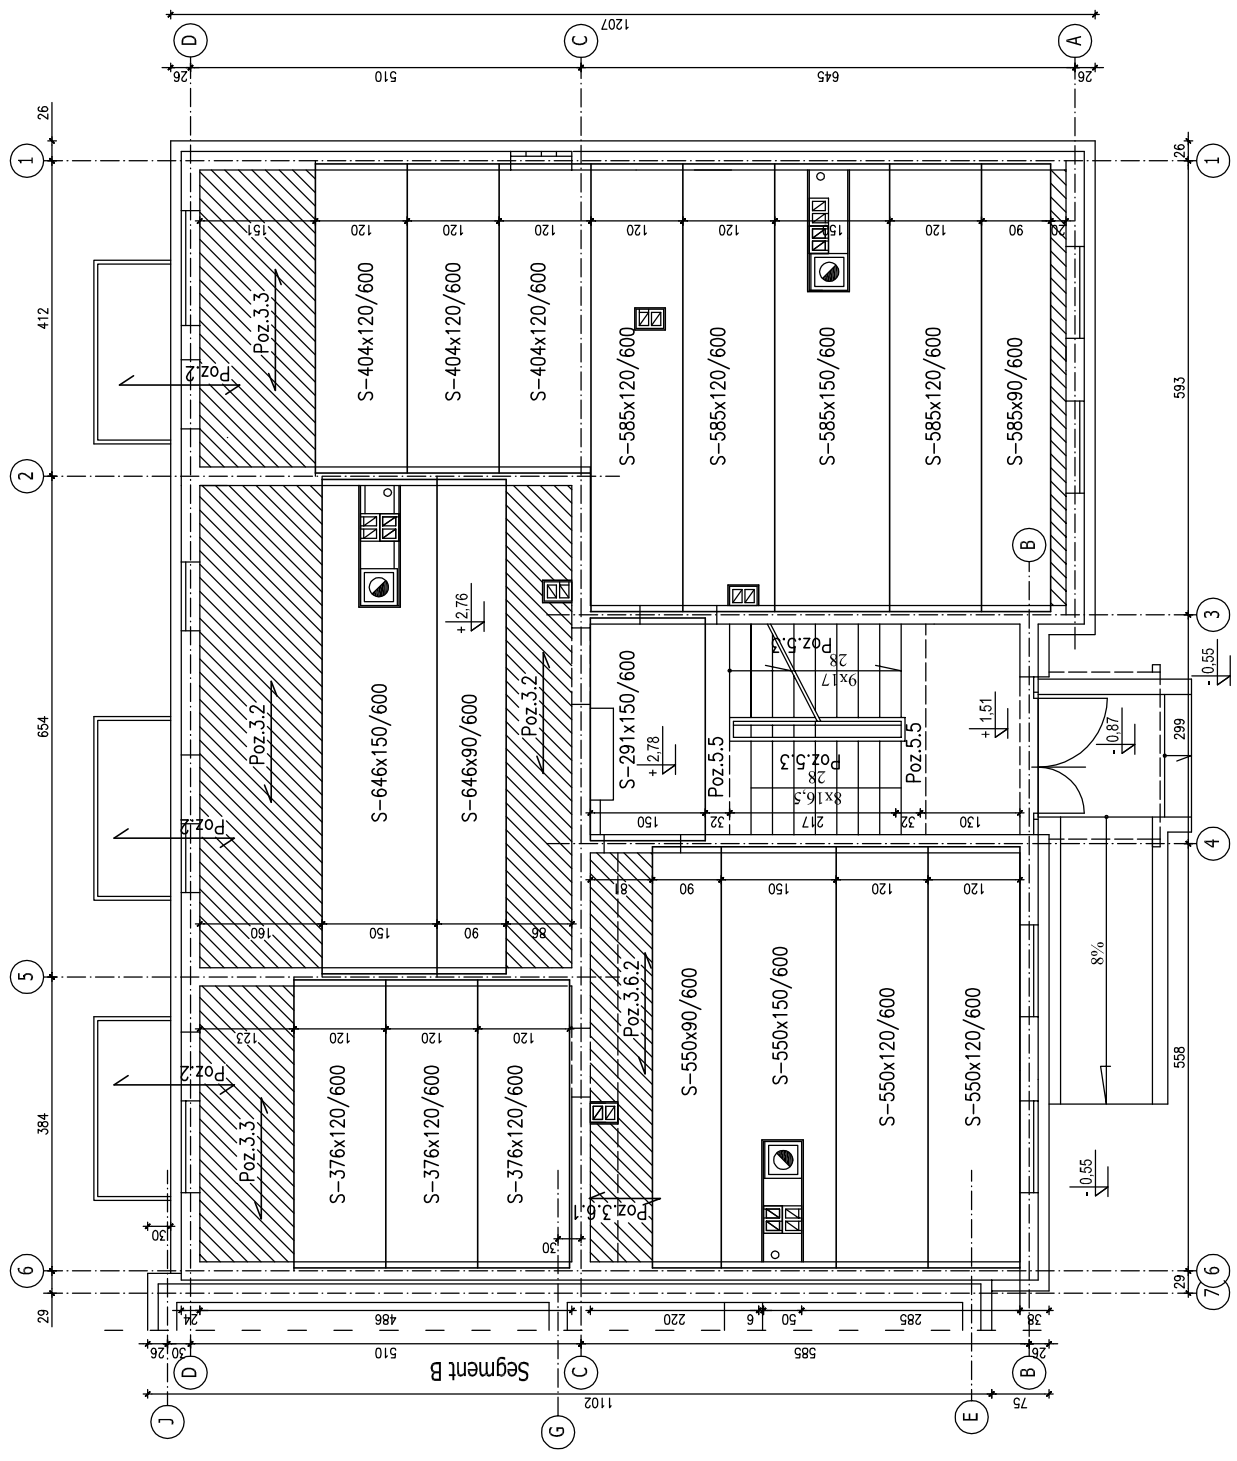 1207
D
C
A
26
510
645
26
26
1
1
26
151
120
120
120
120
120
150
120
90
20
412
Poz.3.3
Poz.2
S-404x120/600
S-404x120/600
S-404x120/600
S-585x120/600
S-585x120/600
S-585x150/600
S-585x120/600
S-585x90/600
593
2
B
+ 2,76
3
654
Poz.3.2
S-646x150/600
S-646x90/600
Poz.3.2
S-291x150/600
+ 2,78
Poz.5.5
Poz.5.3
28
9x17
Poz.5.3
28
8x16,5
Poz.5.5
+ 1,51
- 0,87
- 0,55
299
Poz.2
150
32
217
32
130
4
160
150
90
86
81
90
150
120
120
5
8%
Poz.3.6.2
123
120
120
120
Poz.2
S-550x90/600
S-550x150/600
S-550x120/600
S-550x120/600
558
384
Poz.3.3
S-376x120/600
S-376x120/600
S-376x120/600
Poz.3.6.1
- 0,55
30
30
6
6
29
7
29
24
486
220
6
50
285
38
26
30
510
585
26
D
Segment B
C
B
1102
75
J
G
E